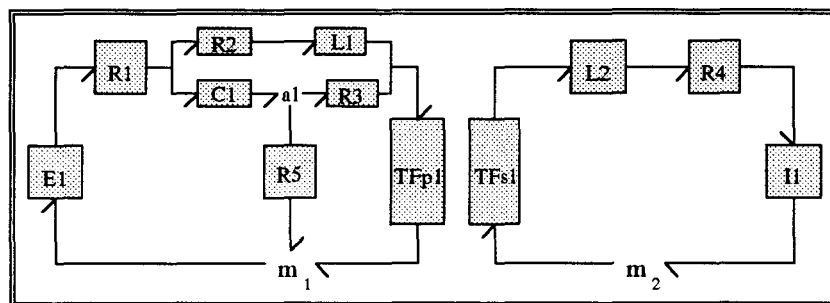 R2 L1
R1 L2 R4
C1 a1 R3
E1 R5 TFp1 TFs1 I1
m1 m2